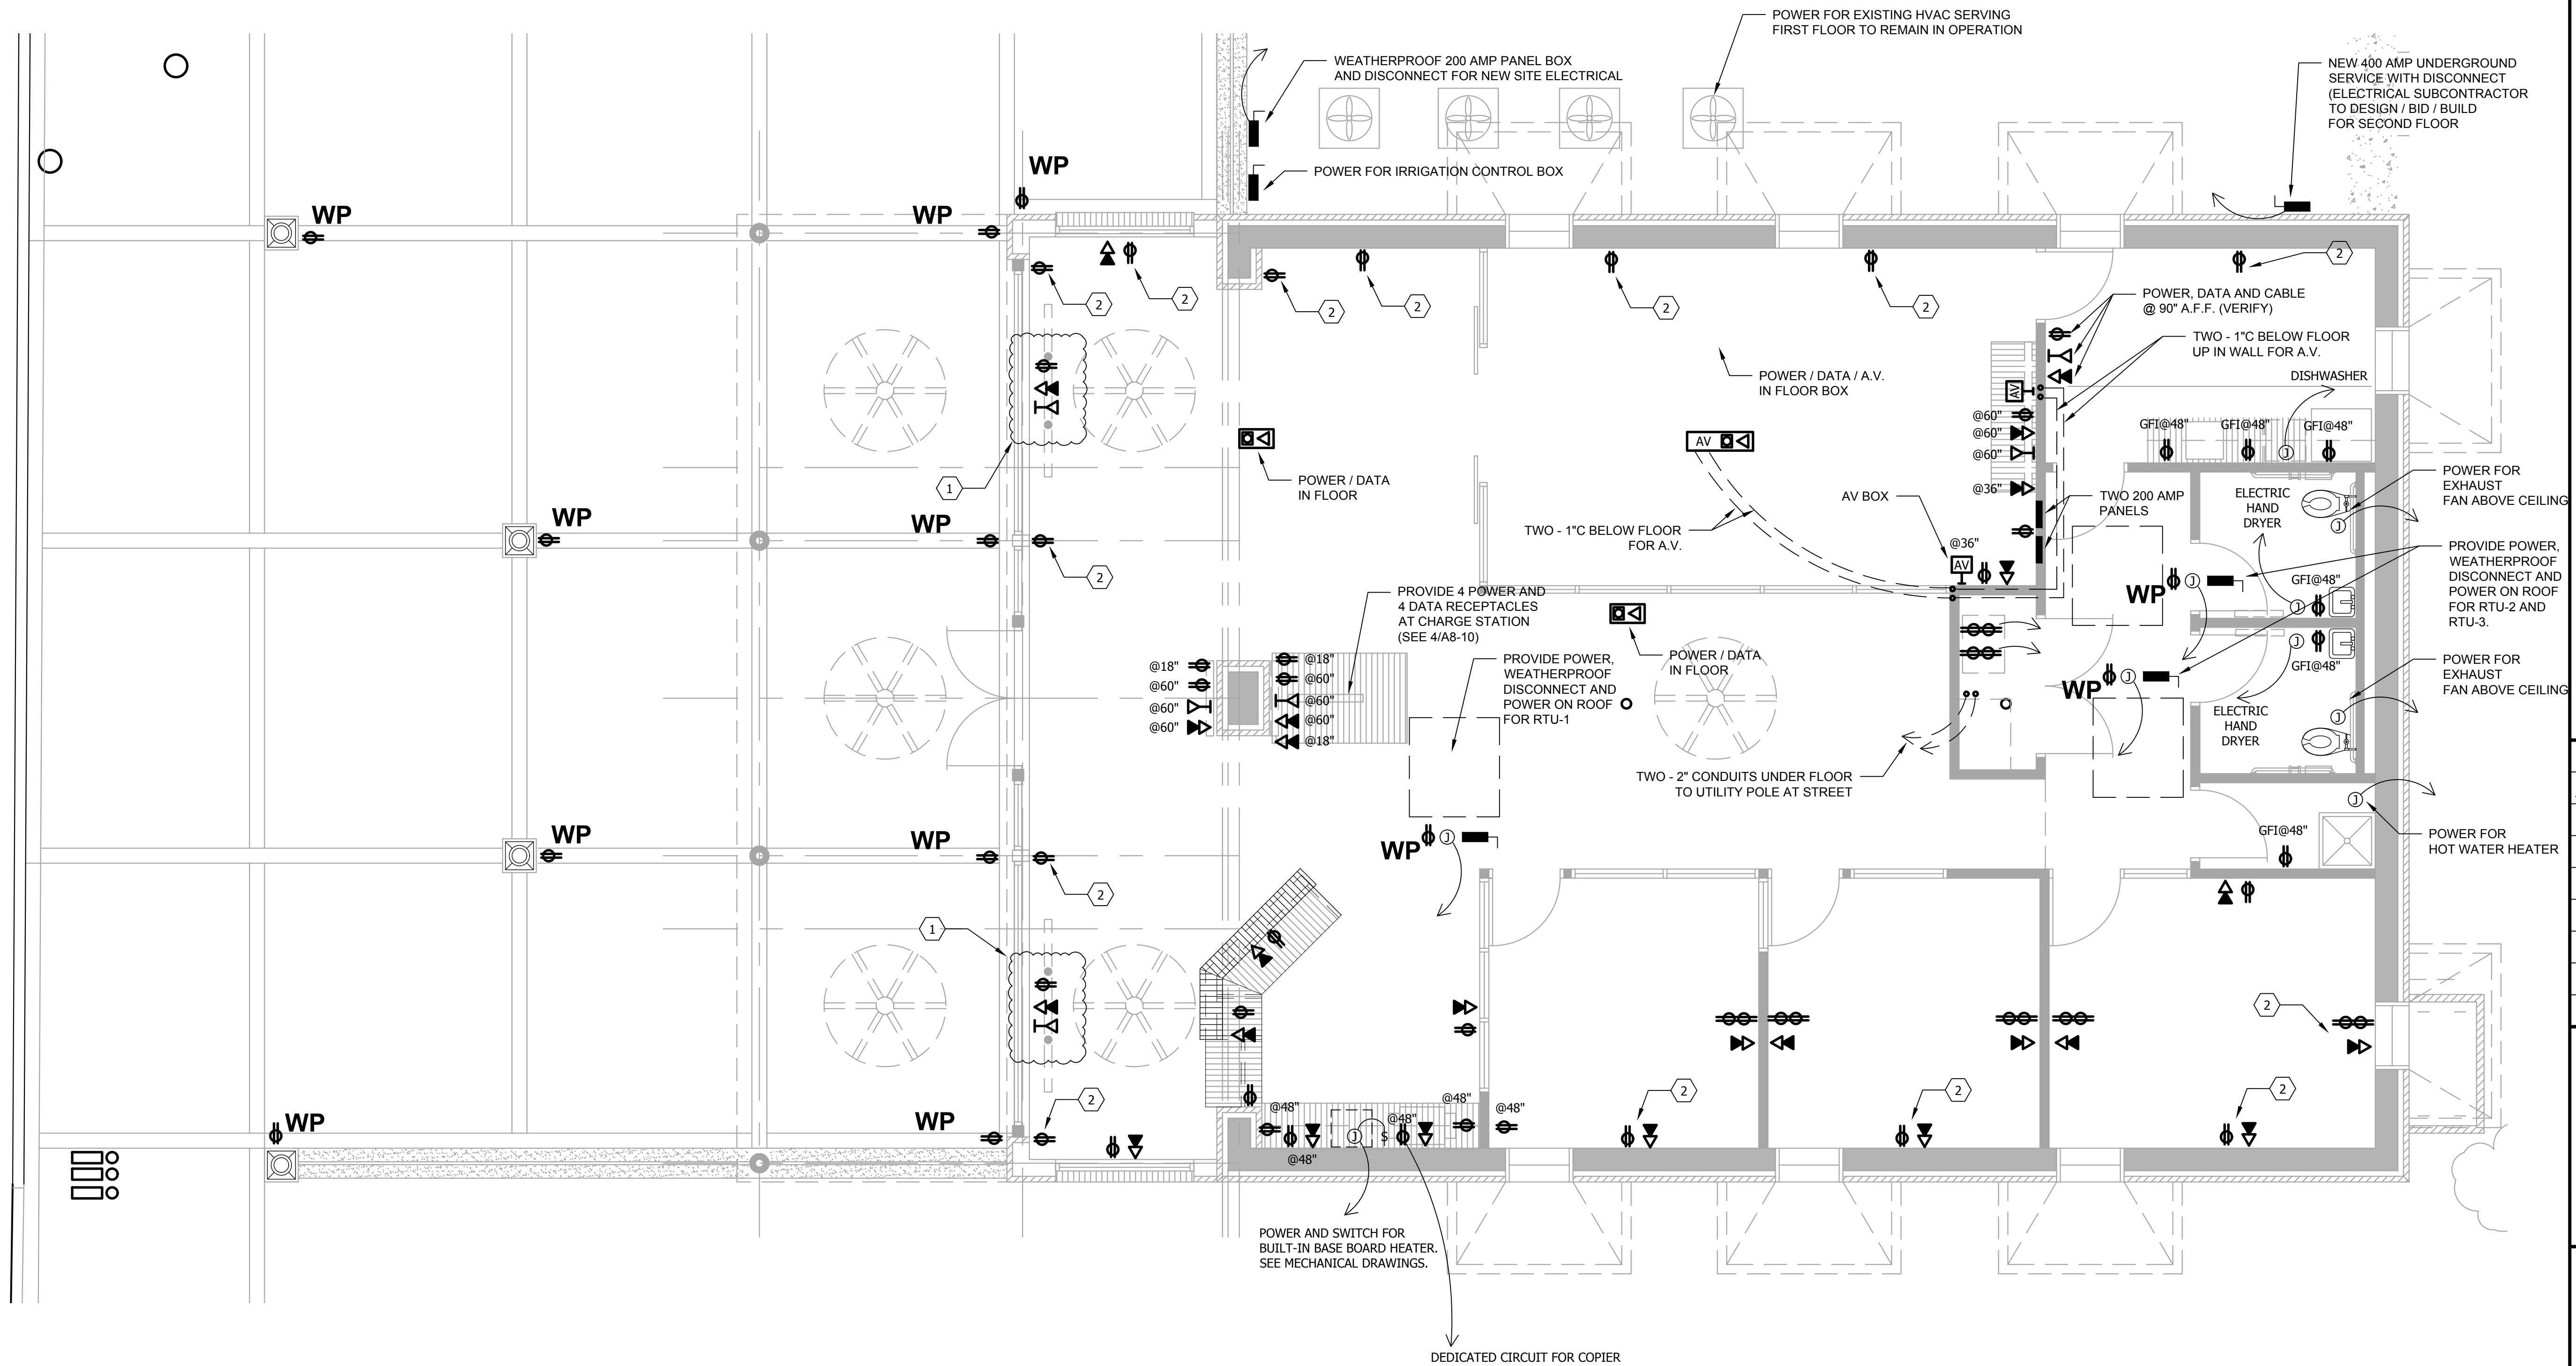 POWER FOR EXISTING HVAC SERVING
FIRST FLOOR TO REMAIN IN OPERATION
WEATHERPROOF 200 AMP PANEL BOX
AND DISCONNECT FOR NEW SITE ELECTRICAL
NEW 400 AMP UNDERGROUND
SERVICE WITH DISCONNECT
(ELECTRICAL SUBCONTRACTOR
TO DESIGN / BID / BUILD
FOR SECOND FLOOR
POWER FOR IRRIGATION CONTROL BOX
WP
WP
WP
2
2
2
2
2
2
2
POWER, DATA AND CABLE
@ 90" A.F.F. (VERIFY)
TWO - 1"C BELOW FLOOR
UP IN WALL FOR A.V.
POWER / DATA / A.V.
IN FLOOR BOX
DISHWASHER
AV
@60"
@60"
@60"
@36"
GFI@48"
GFI@48"
GFI@48"
J
AV
POWER / DATA
IN FLOOR
1
AV BOX
TWO 200 AMP
PANELS
ELECTRIC
HAND
DRYER
J
POWER FOR
EXHAUST
FAN ABOVE CEILING
WP
WP
2
TWO - 1"C BELOW FLOOR
FOR A.V.
@36"
AV
PROVIDE POWER,
WEATHERPROOF
DISCONNECT AND
POWER ON ROOF
FOR RTU-2 AND
RTU-3.
WP
J
GFI@48"
J
PROVIDE 4 POWER AND
4 DATA RECEPTACLES
AT CHARGE STATION
(SEE 4/A8-10)
POWER / DATA
IN FLOOR
J
GFI@48"
POWER FOR
EXHAUST
FAN ABOVE CEILING
@18"
@60"
@60"
@60"
@18"
@60"
@60"
@60"
@18"
PROVIDE POWER,
WEATHERPROOF
DISCONNECT AND
POWER ON ROOF
FOR RTU-1
WP
J
ELECTRIC
HAND
DRYER
J
TWO - 2" CONDUITS UNDER FLOOR
TO UTILITY POLE AT STREET
J
POWER FOR
HOT WATER HEATER
GFI@48"
WP
WP
2
WP
J
1
2
WP
WP
2
2
2
2
@48"
@48"
@48"
@48"
@48"
J
S
POWER AND SWITCH FOR
BUILT-IN BASE BOARD HEATER.
SEE MECHANICAL DRAWINGS.
DEDICATED CIRCUIT FOR COPIER